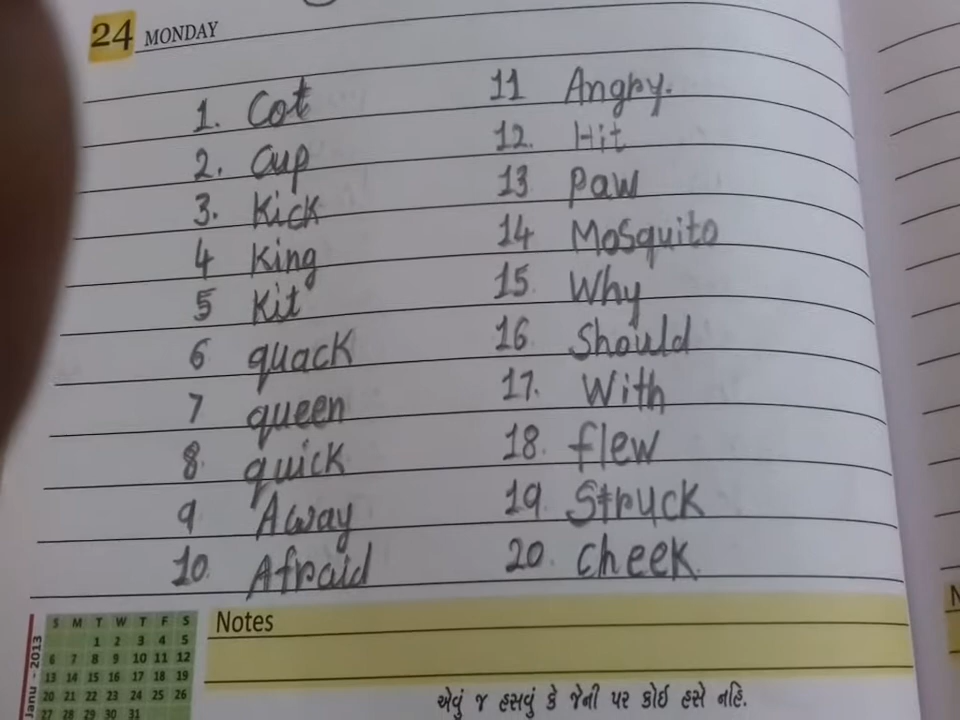 24 MONDAY
1. Cot
2. Cup
3. Kick
4 King
5 Kit
6 quack
7 queen
8. quick
9 Away
10. Afraid
11 Angry.
12. Hit
13 Paw
14 Mosquito
15. Why
16 Should
17. With
18. flew
19. Struck
20. Cheek.
Janu - 2013
S M T W T F S
1 2 3 4 5
6 7 8 9 10 11 12
13 14 15 16 17 18 19
20 21 22 23 24 25 26
27 28 29 30 31
Notes
એવું જ હસવું કે જેની પર કોઈ હસે નહિ.
N